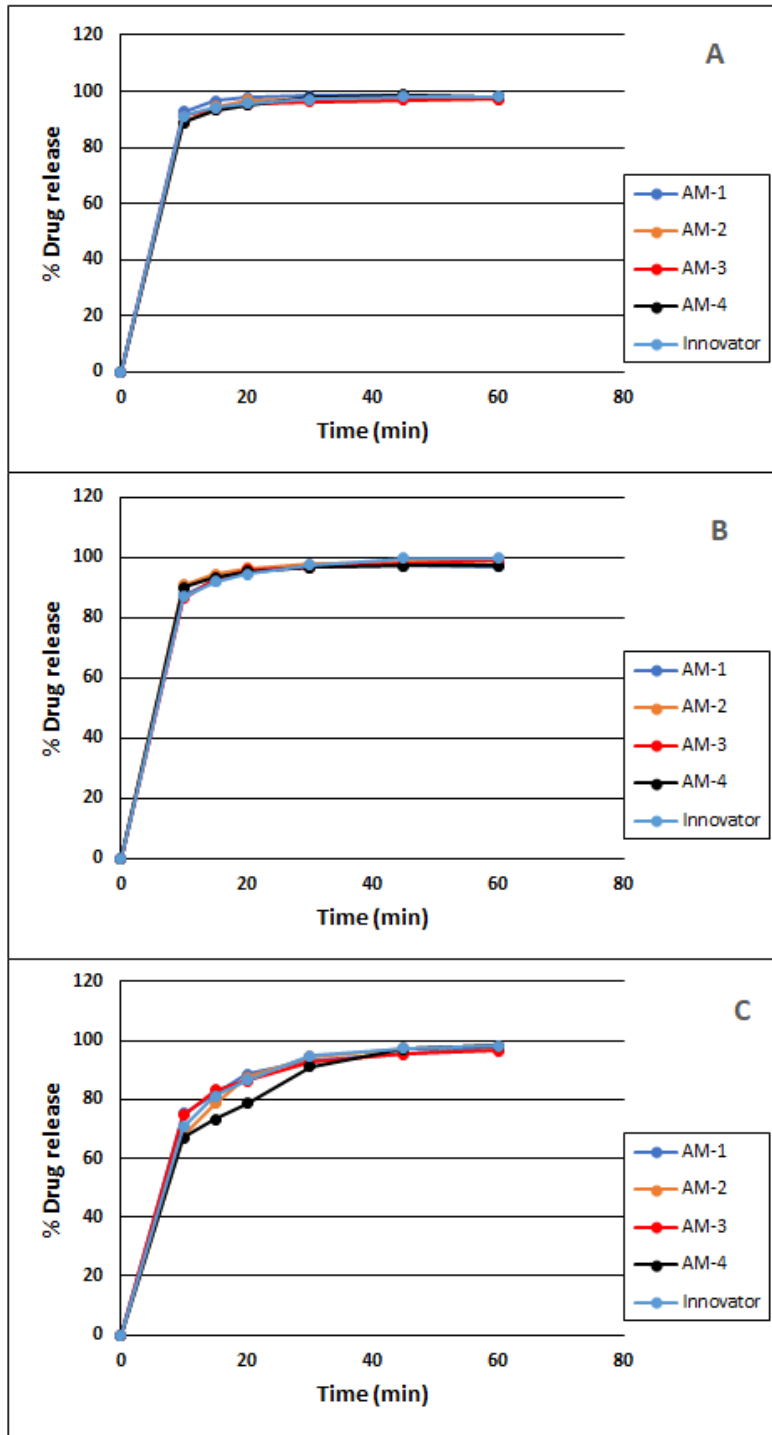 A
120
100
80
60
40
20
0
% Drug release
0 20 40 60 80
Time (min)
AM-1
AM-2
AM-3
AM-4
Innovator
B
120
100
80
60
40
20
0
% Drug release
0 20 40 60 80
Time (min)
AM-1
AM-2
AM-3
AM-4
Innovator
C
120
100
80
60
40
20
0
% Drug release
0 20 40 60 80
Time (min)
AM-1
AM-2
AM-3
AM-4
Innovator